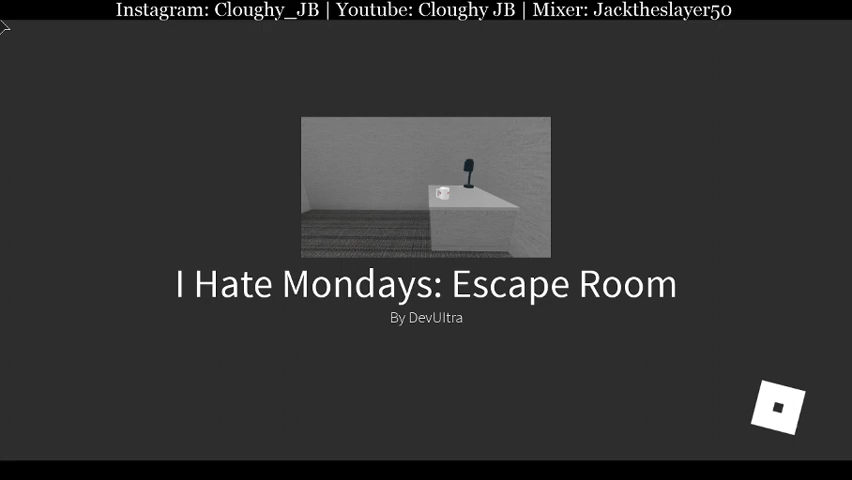 Instagram: Cloughy_JB | Youtube: Cloughy JB | Mixer: Jacktheslayer50
I Hate Mondays: Escape Room
By DevUltra